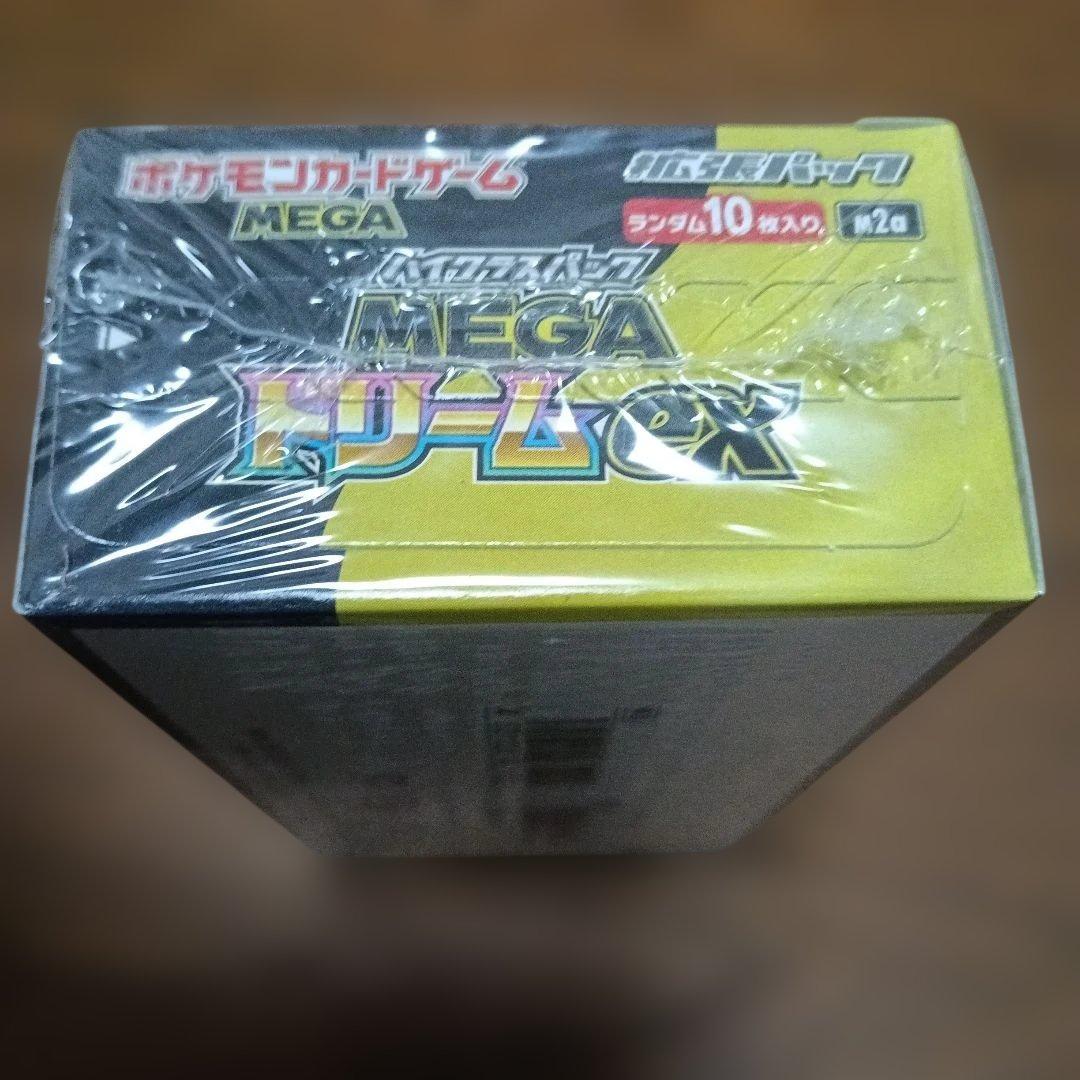 ポケモンカードゲーム
MEGA
拡張パック
ランダム10枚入り
M2a
ハイクラスパック
MEGA
ドリームex